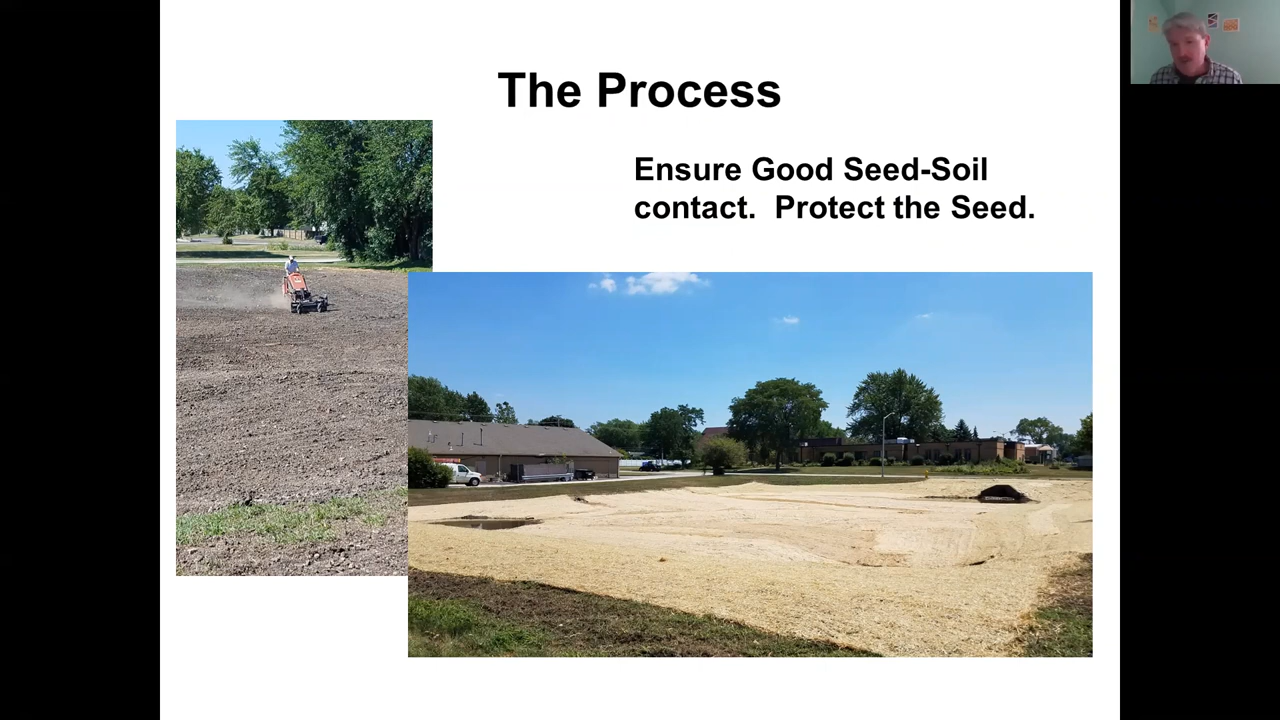 The Process
Ensure Good Seed-Soil
contact. Protect the Seed.